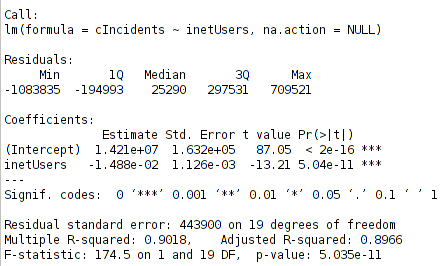 Call:
lm(formula = cIncidents ~ inetUsers, na.action = NULL)
Residuals:
Min 1Q Median 3Q Max
-1083835 -194993 25290 297531 709521
Coefficients:
Estimate Std. Error t value Pr(>|t|)
(Intercept) 1.421e+07 1.632e+05 87.05 < 2e-16 ***
inetUsers -1.488e-02 1.126e-03 -13.21 5.04e-11 ***
---
Signif. codes: 0 ‘***’ 0.001 ‘**’ 0.01 ‘*’ 0.05 ‘.’ 0.1 ‘ ’ 1
Residual standard error: 443900 on 19 degrees of freedom
Multiple R-squared: 0.9018, Adjusted R-squared: 0.8966
F-statistic: 174.5 on 1 and 19 DF, p-value: 5.035e-11